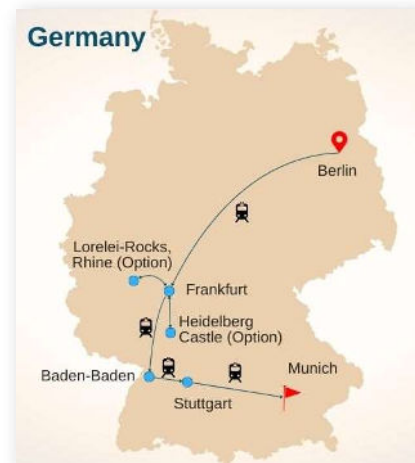 Germany
Berlin
Lorelei-Rocks,
Rhine (Option)
Frankfurt
Heidelberg
Castle (Option)
Munich
Baden-Baden
Stuttgart